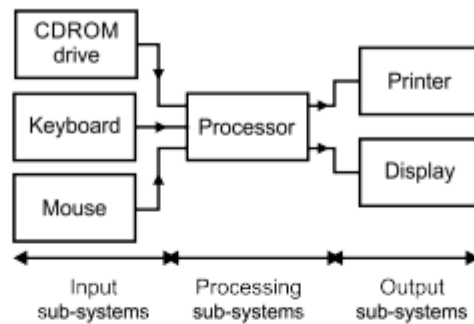 CDROM
drive
Keyboard
Mouse
Processor
Printer
Display
Input
sub-systems
Processing
sub-systems
Output
sub-systems